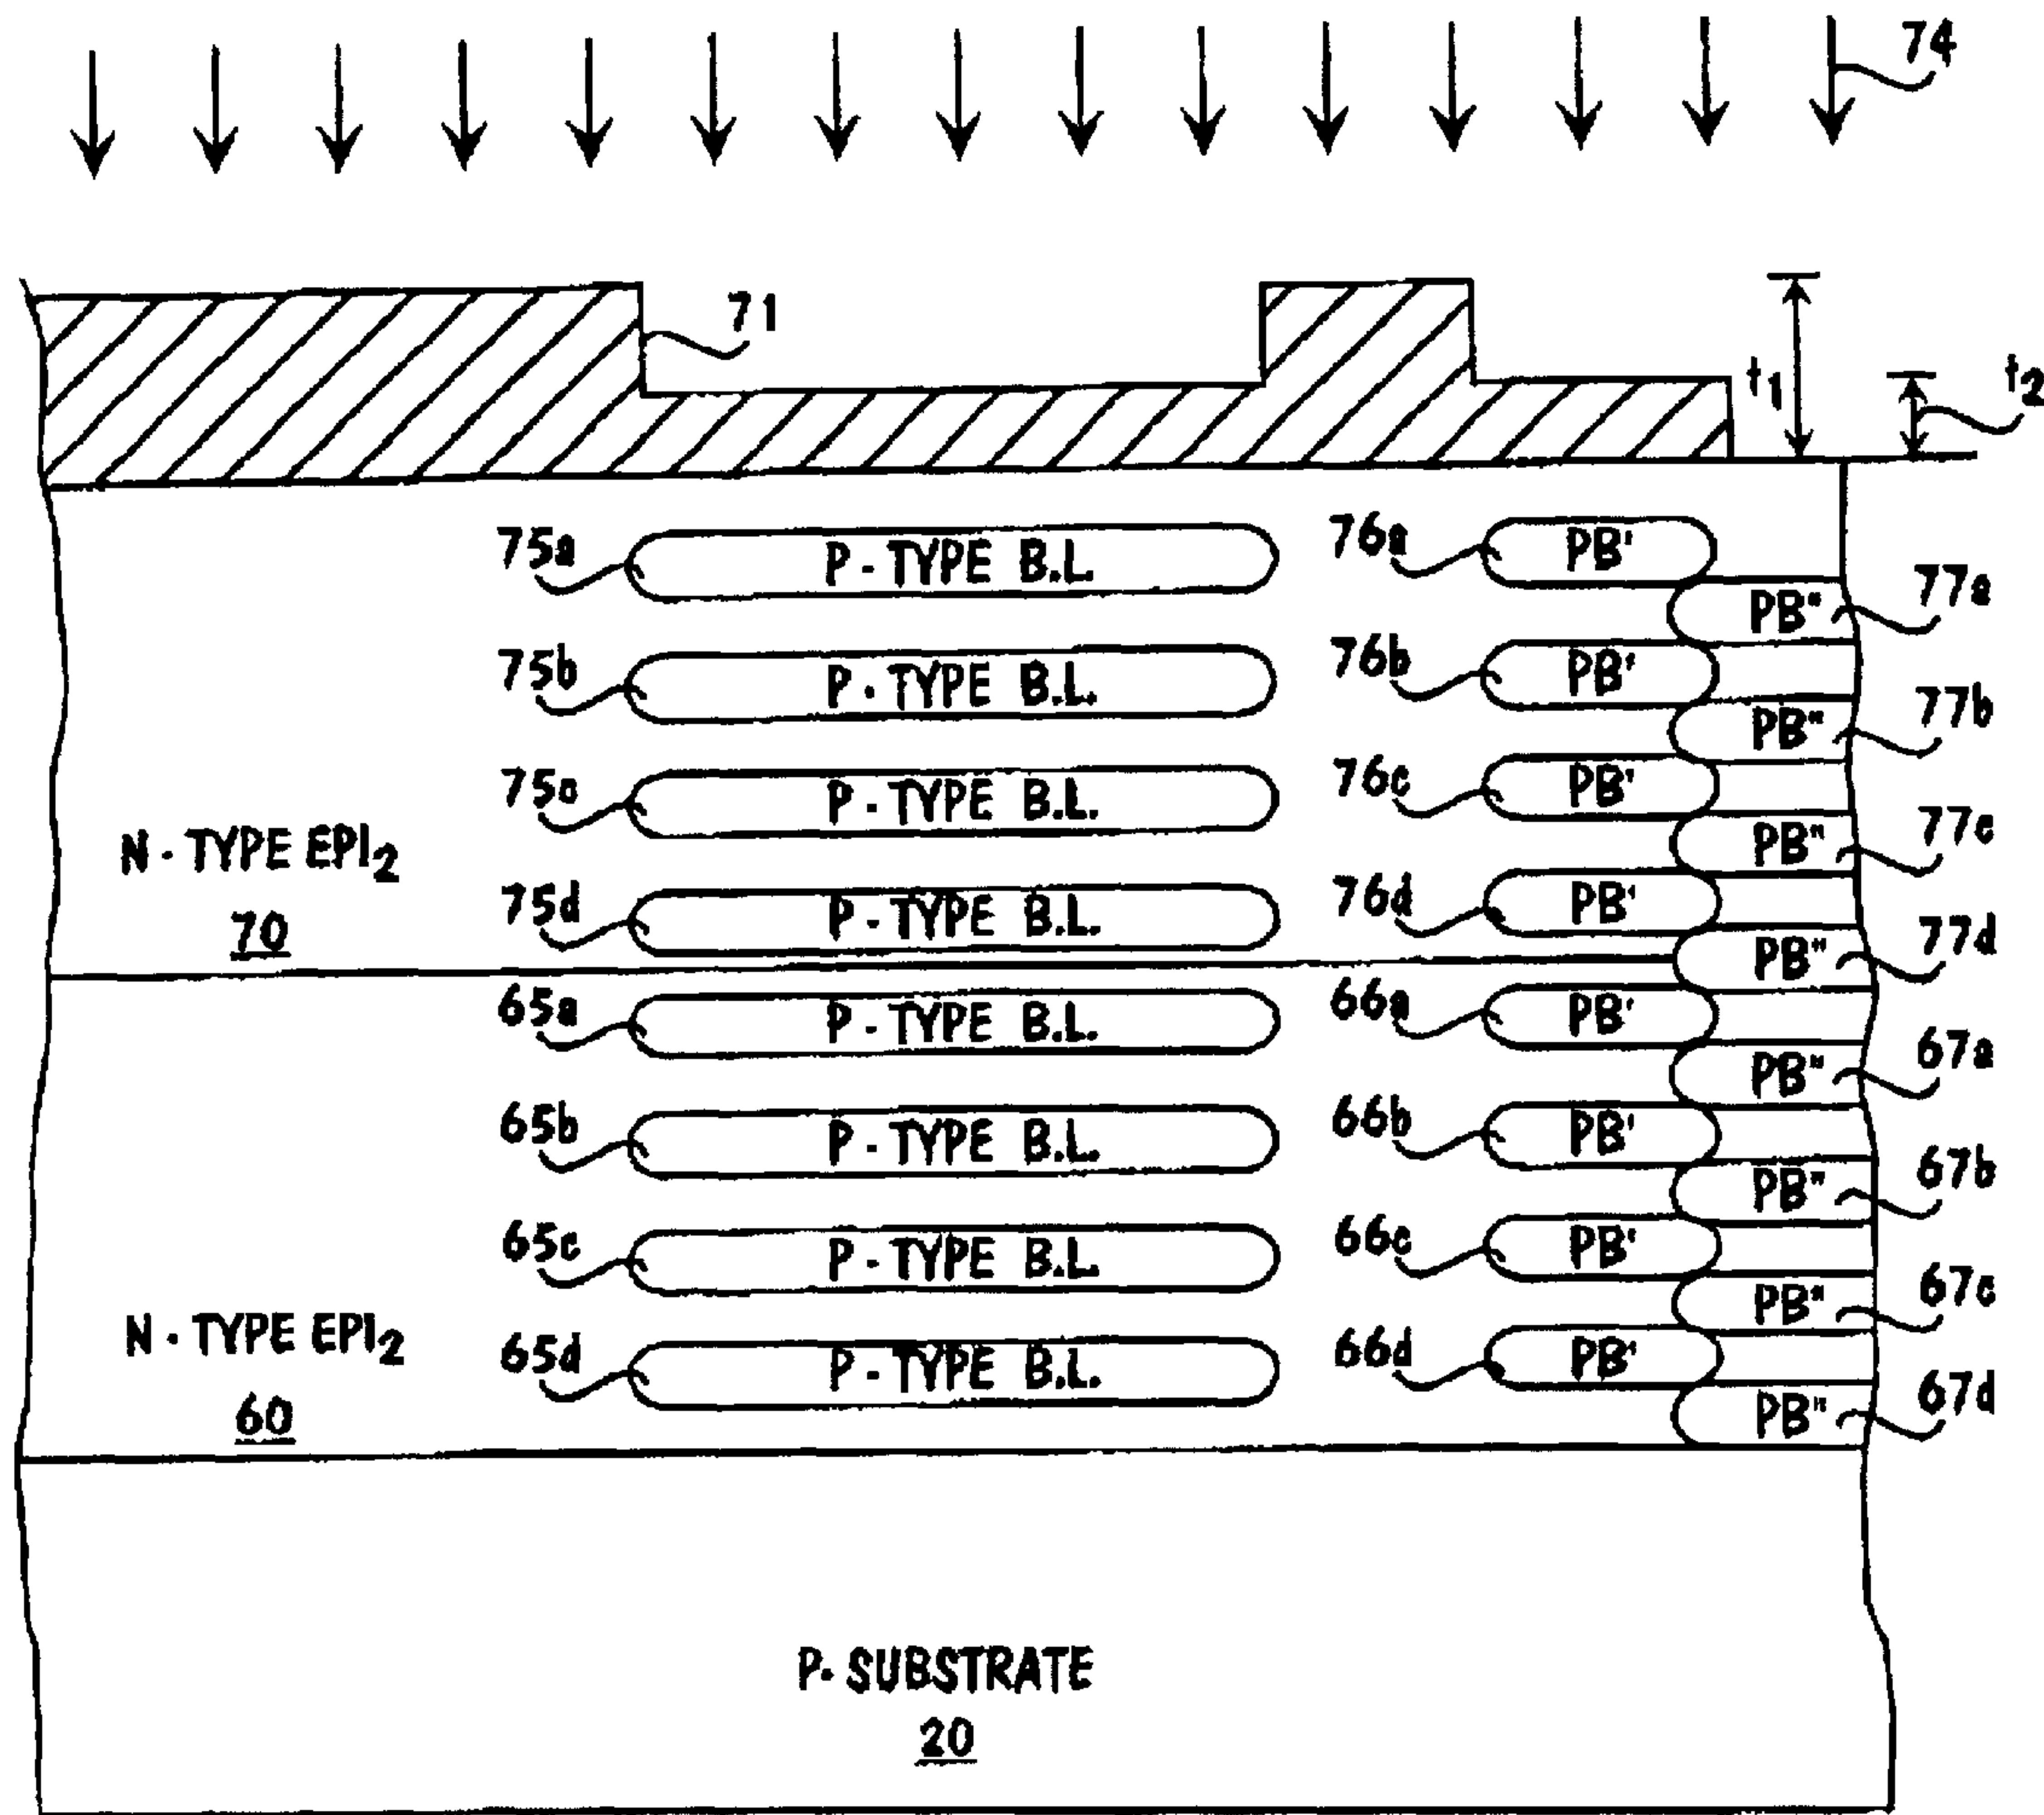 74
71
t1
t2
75a P-TYPE B.L. 76a PB'
PB" 77a
75b P-TYPE B.L. 76b PB'
PB" 77b
75c P-TYPE B.L. 76c PB'
N-TYPE EPI2
PB" 77c
75d P-TYPE B.L. 76d PB'
70
PB" 77d
65a P-TYPE B.L. 66a PB'
PB" 67a
65b P-TYPE B.L. 66b PB'
PB" 67b
65c P-TYPE B.L. 66c PB'
N-TYPE EPI2
PB" 67c
65d P-TYPE B.L. 66d PB'
60
PB" 67d
P-SUBSTRATE
20